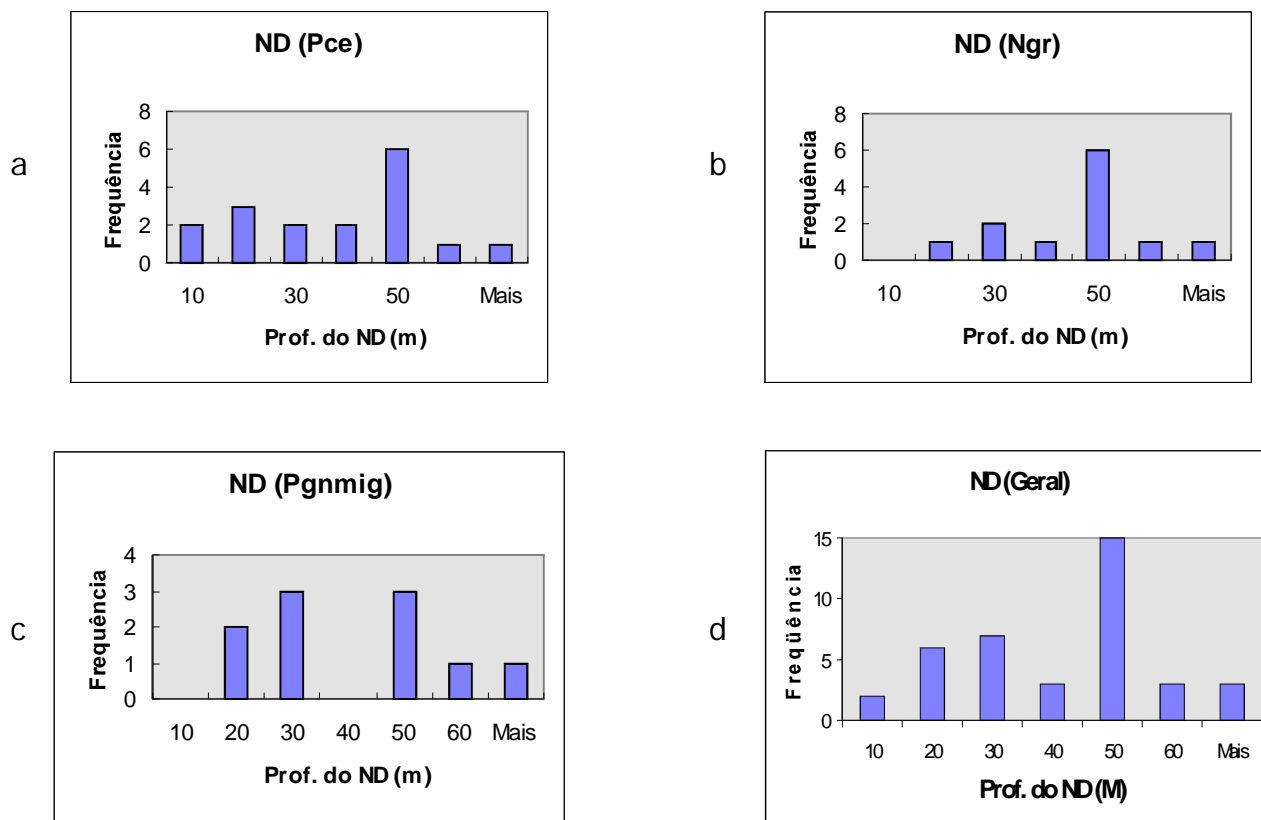 a
ND (Pce)
Frequência
8
6
4
2
0
10 30 50 Mais
Prof. do ND (m)
b
ND (Ngr)
Frequência
8
6
4
2
0
10 30 50 Mais
Prof. do ND (m)
c
ND (Pgnmig)
Frequência
4
3
2
1
0
10 20 30 40 50 60 Mais
Prof. do ND (m)
d
ND (Geral)
Freqüência
15
10
5
0
10 20 30 40 50 60 Mais
Prof. do ND (M)